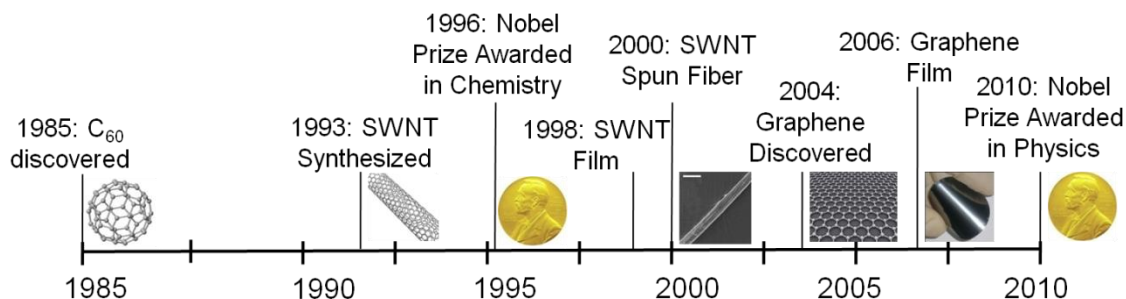 1985: C₆₀
discovered
1993: SWNT
Synthesized
1996: Nobel
Prize Awarded
in Chemistry
1998: SWNT
Film
2000: SWNT
Spun Fiber
2004:
Graphene
Discovered
2006: Graphene
Film
2010: Nobel
Prize Awarded
in Physics
1985
1990
1995
2000
2005
2010